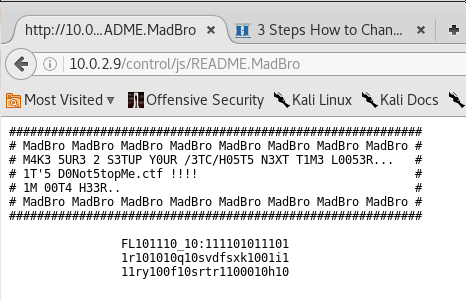 http://10.0...ADME.MadBro
3 Steps How to Chan...
10.0.2.9/control/js/README.MadBro
Most Visited
Offensive Security
Kali Linux
Kali Docs
###########################################################
# MadBro MadBro MadBro MadBro MadBro MadBro MadBro MadBro #
# M4K3 5UR3 2 S3TUP Y0UR /3TC/H05T5 N3XT T1M3 L0053R...   #
# 1T'5 D0Not5topMe.ctf !!!!                               #
# 1M 00T4 H33R..                                          #
# MadBro MadBro MadBro MadBro MadBro MadBro MadBro MadBro #
###########################################################
FL101110_10:111101011101
1r101010q10svdfsxk1001i1
11ry100f10srtr1100010h10